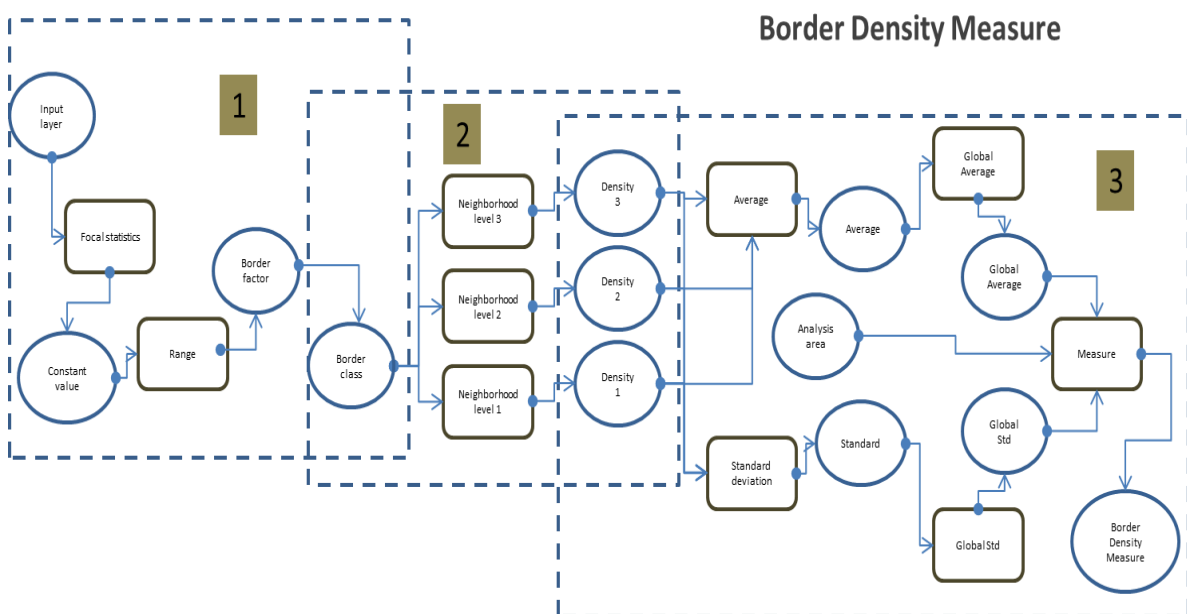 Border Density Measure
1
Input
layer
Focal statistics
Constant
value
Range
Border
factor
Border
class
2
Neighborhood
level 3
Neighborhood
level 2
Neighborhood
level 1
Density
3
Density
2
Density
1
3
Average
Average
Global
Average
Global
Average
Analysis
area
Measure
Standard
deviation
Standard
Global Std
Global
Std
Border
Density
Measure